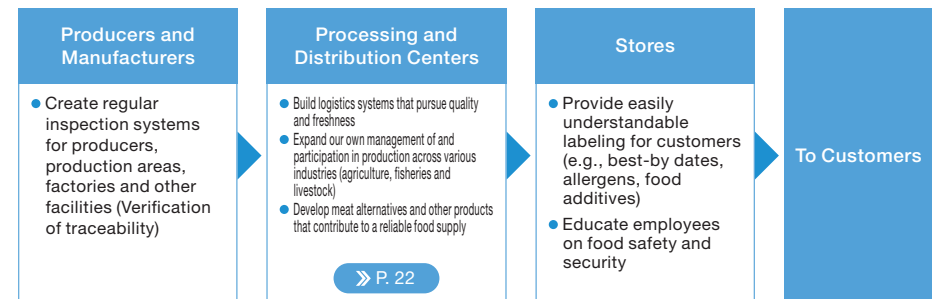 Producers and
Manufacturers
● Create regular
inspection systems
for producers,
production areas,
factories and other
facilities (Verification
of traceability)
Processing and
Distribution Centers
● Build logistics systems that pursue quality
and freshness
● Expand our own management of and
participation in production across various
industries (agriculture, fisheries and
livestock)
● Develop meat alternatives and other products
that contribute to a reliable food supply
P. 22
Stores
● Provide easily
understandable
labeling for customers
(e.g., best-by dates,
allergens, food
additives)
● Educate employees
on food safety and
security
To Customers